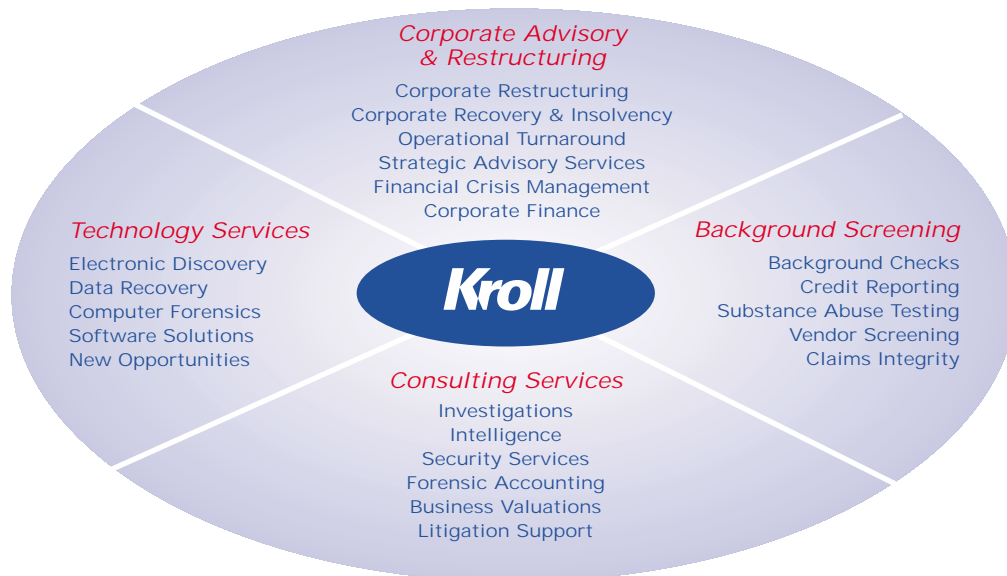 Corporate Advisory
& Restructuring
Corporate Restructuring
Corporate Recovery & Insolvency
Operational Turnaround
Strategic Advisory Services
Financial Crisis Management
Corporate Finance
Technology Services
Electronic Discovery
Data Recovery
Computer Forensics
Software Solutions
New Opportunities
Kroll
Background Screening
Background Checks
Credit Reporting
Substance Abuse Testing
Vendor Screening
Claims Integrity
Consulting Services
Investigations
Intelligence
Security Services
Forensic Accounting
Business Valuations
Litigation Support